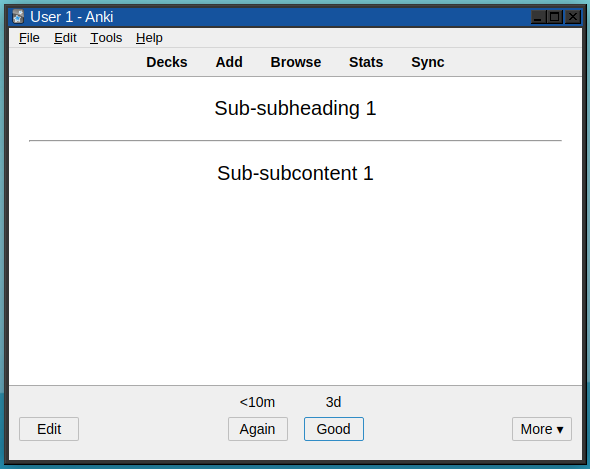 User 1 - Anki
File Edit Tools Help
Decks Add Browse Stats Sync
Sub-subheading 1
Sub-subcontent 1
<10m 3d
Edit Again Good More ▾